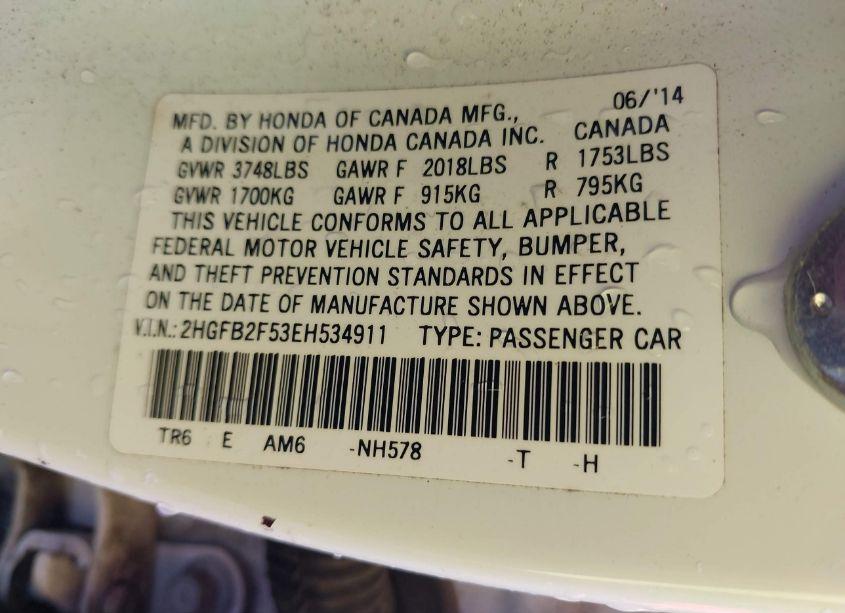 06/'14
MFD. BY HONDA OF CANADA MFG.,
A DIVISION OF HONDA CANADA INC. CANADA
GVWR 3748LBS GAWR F 2018LBS R 1753LBS
GVWR 1700KG GAWR F 915KG R 795KG
THIS VEHICLE CONFORMS TO ALL APPLICABLE
FEDERAL MOTOR VEHICLE SAFETY, BUMPER,
AND THEFT PREVENTION STANDARDS IN EFFECT
ON THE DATE OF MANUFACTURE SHOWN ABOVE.
V.I.N.: 2HGFB2F53EH534911 TYPE: PASSENGER CAR
TR6 E AM6 -NH578 -T -H